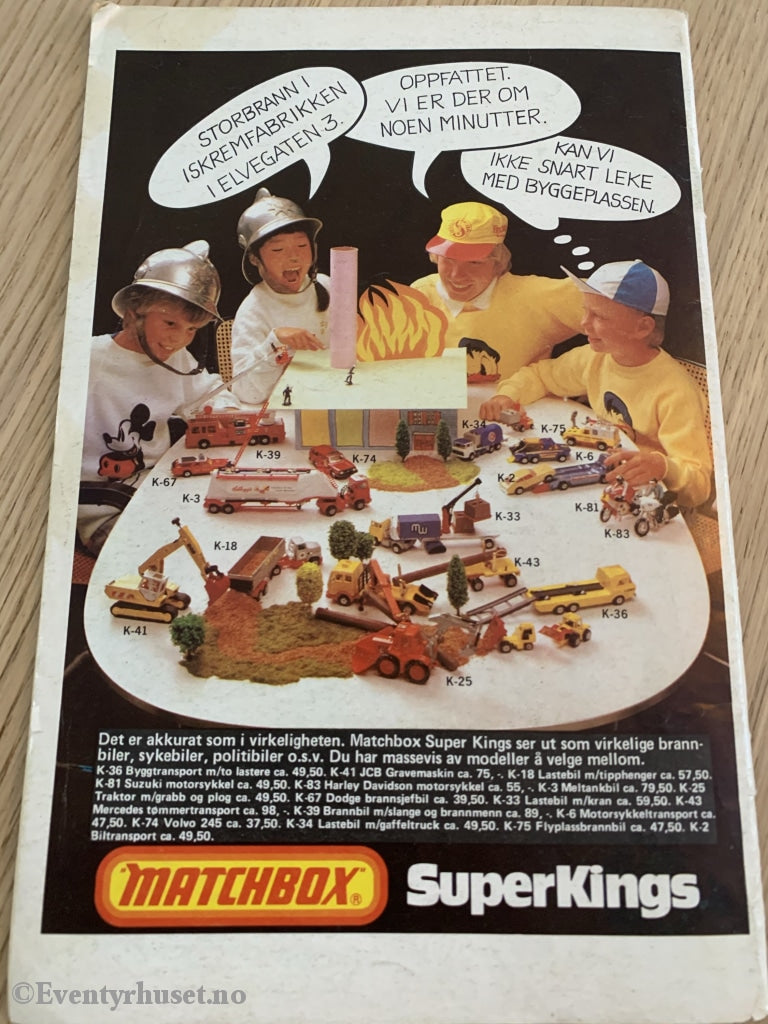 STORBRANN I
ISKREMFABRIKKEN
I ELVEGATEN 3.
OPPFATTET.
VI ER DER OM
NOEN MINUTTER.
KAN VI
IKKE SNART LEKE
MED BYGGEPLASSEN.
K-39
K-67
K-74
K-34
K-75
K-6
K-2
K-3
K-81
K-83
K-33
MW
K-18
K-43
K-41
K-36
K-25
Det er akkurat som i virkeligheten. Matchbox Super Kings ser ut som virkelige brann-
biler, sykebiler, politibiler o.s.v. Du har massevis av modeller å velge mellom.
K-36 Byggtransport m/to lastere ca. 49,50. K-41 JCB Gravemaskin ca. 75,-. K-18 Lastebil m/tipphenger ca. 57,50.
K-81 Suzuki motorsykkel ca. 49,50. K-83 Harley Davidson motorsykkel ca. 55,-. K-3 Meltankbil ca. 79,50. K-25
Traktor m/grabb og plog ca. 49,50. K-67 Dodge brannsjefbil ca. 39,50. K-33 Lastebil m/kran ca. 59,50. K-43
Mercedes tømmertransport ca. 98,-. K-39 Brannbil m/slange og brannmenn ca. 89,-. K-6 Motorsykkeltransport ca.
47,50. K-74 Volvo 245 ca. 37,50. K-34 Lastebil m/gaffeltruck ca. 49,50. K-75 Flyplassbrannbil ca. 47,50. K-2
Biltransport ca. 49,50.
"MATCHBOX"®
SuperKings
©Eventyrhuset.no